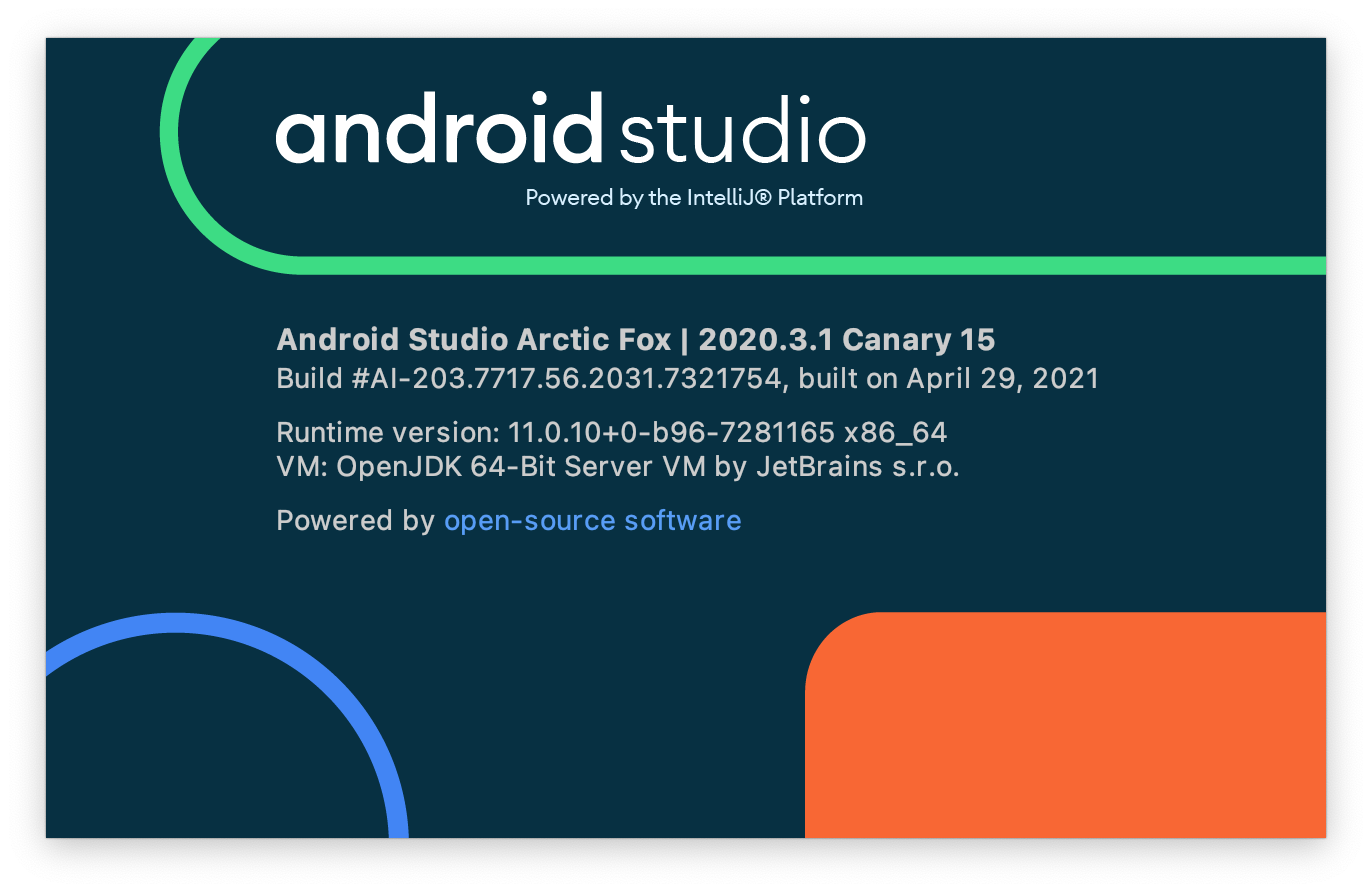 android studio
Powered by the IntelliJ® Platform
Android Studio Arctic Fox | 2020.3.1 Canary 15
Build #AI-203.7717.56.2031.7321754, built on April 29, 2021
Runtime version: 11.0.10+0-b96-7281165 x86_64
VM: OpenJDK 64-Bit Server VM by JetBrains s.r.o.
Powered by open-source software